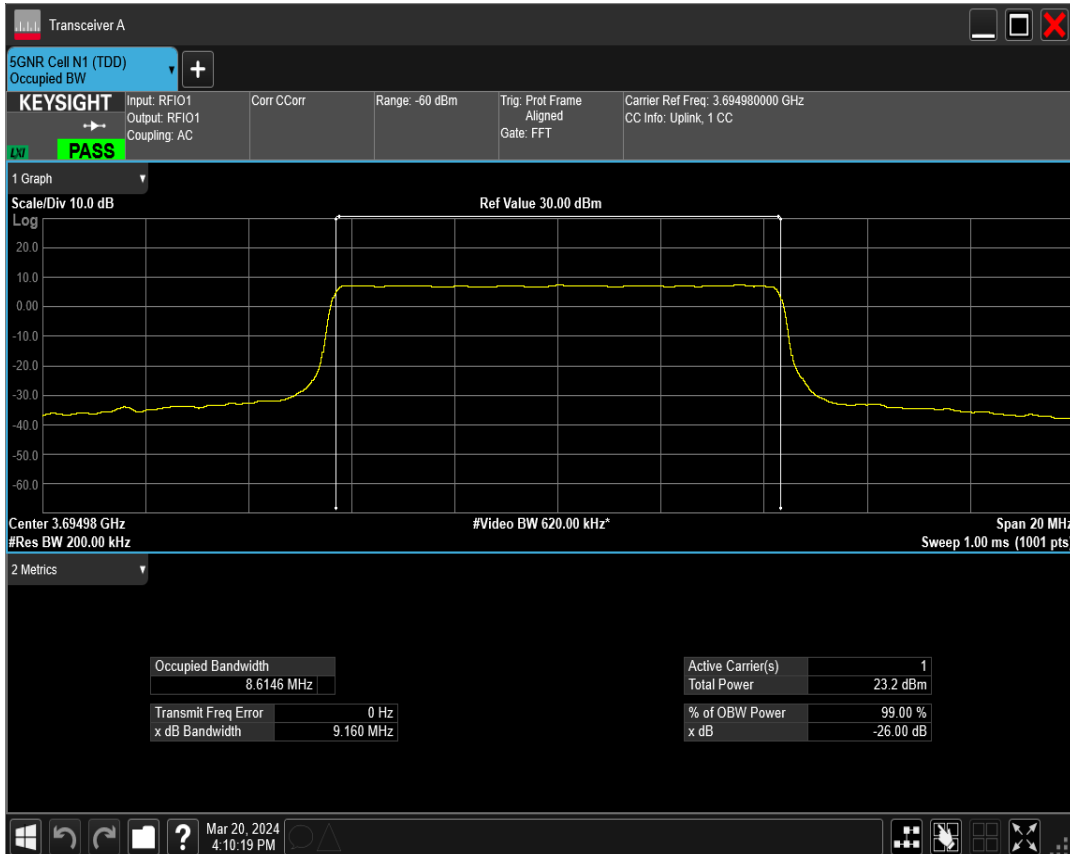 Transceiver A
5GNR Cell N1 (TDD)
Occupied BW
+
KEYSIGHT
LXI
PASS
Input: RFIO1
Output: RFIO1
Coupling: AC
Corr CCorr
Range: -60 dBm
Trig: Prot Frame
Aligned
Gate: FFT
Carrier Ref Freq: 3.694980000 GHz
CC Info: Uplink, 1 CC
1 Graph
Scale/Div 10.0 dB
Ref Value 30.00 dBm
Log
20.0
10.0
0.00
-10.0
-20.0
-30.0
-40.0
-50.0
-60.0
Center 3.69498 GHz
#Video BW 620.00 kHz*
Span 20 MHz
#Res BW 200.00 kHz
Sweep 1.00 ms (1001 pts)
2 Metrics
Occupied Bandwidth
8.6146 MHz
Transmit Freq Error 0 Hz
x dB Bandwidth 9.160 MHz
Active Carrier(s) 1
Total Power 23.2 dBm
% of OBW Power 99.00 %
x dB -26.00 dB
?
Mar 20, 2024
4:10:19 PM